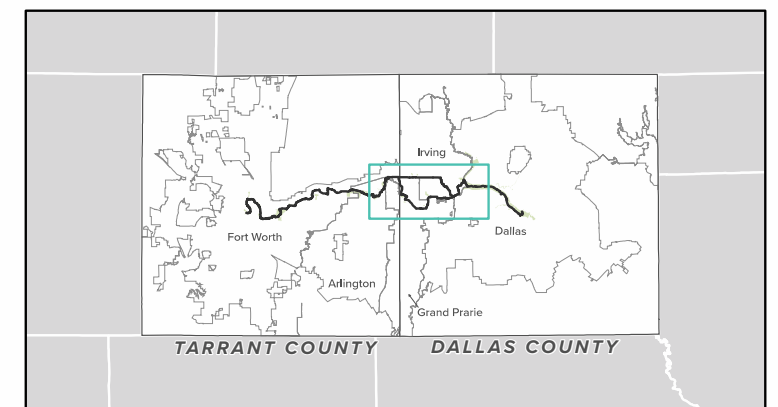 Irving
Fort Worth
Dallas
Arlington
Grand Prarie
TARRANT COUNTY
DALLAS COUNTY